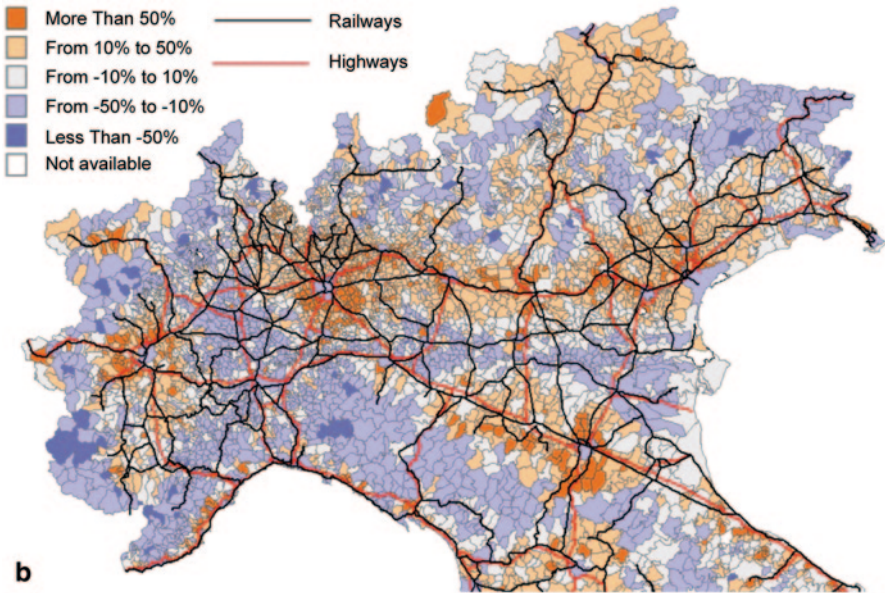 More Than 50%
From 10% to 50%
From -10% to 10%
From -50% to -10%
Less Than -50%
Not available
Railways
Highways
b